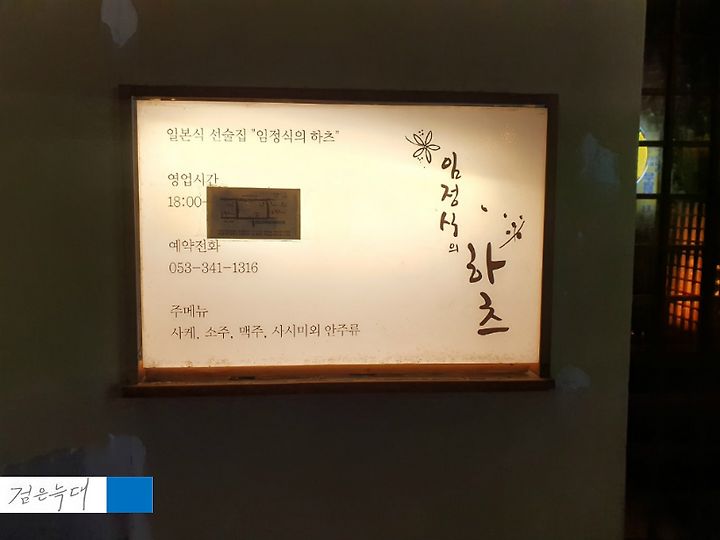 일본식 선술집 "임정식의 하츠"
영업시간
18:00-
예약전화
053-341-1316
주메뉴
사케, 소주, 맥주, 사시미외 안주류
임정식의
하츠
검은늑대